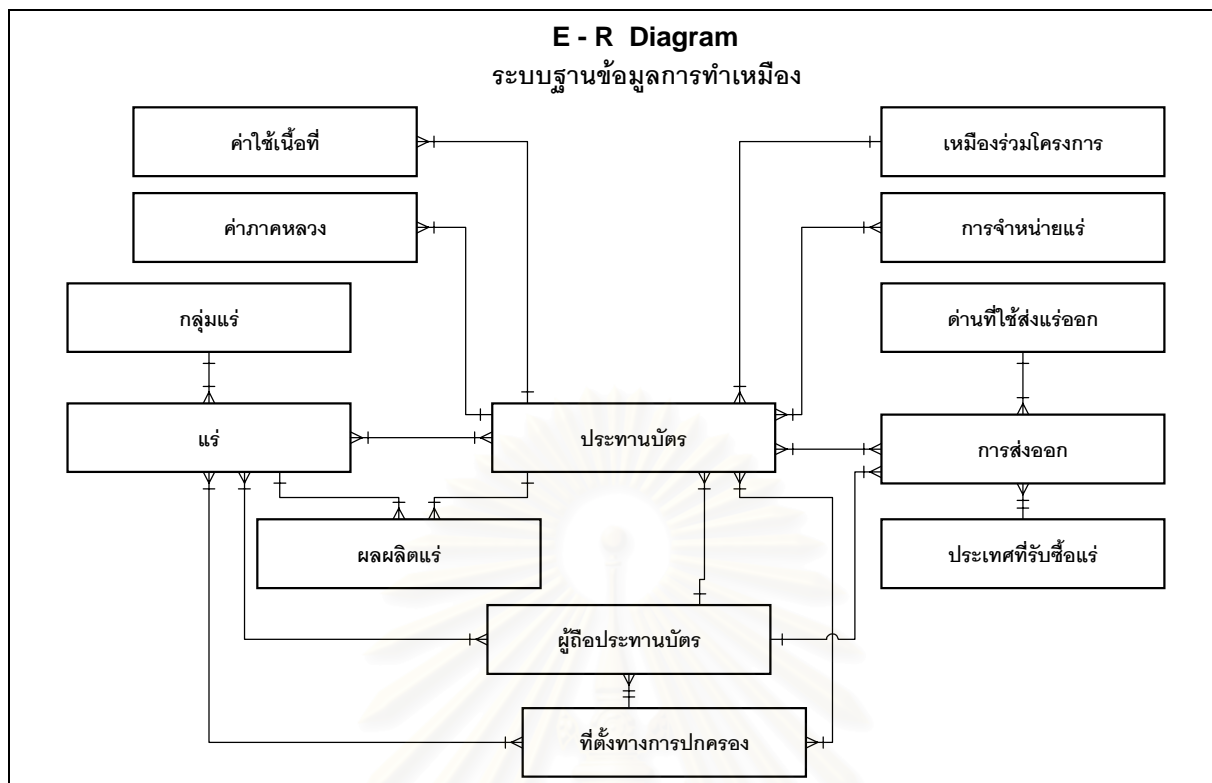 E - R Diagram
ระบบฐานข้อมูลการทำเหมือง
ค่าใช้เนื้อที่
เหมืองร่วมโครงการ
ค่าภาคหลวง
การจำหน่ายแร่
กลุ่มแร่
ด่านที่ใช้ส่งแร่ออก
แร่
ประทานบัตร
การส่งออก
ผลผลิตแร่
ประเทศที่รับซื้อแร่
ผู้ถือประทานบัตร
ที่ตั้งทางการปกครอง